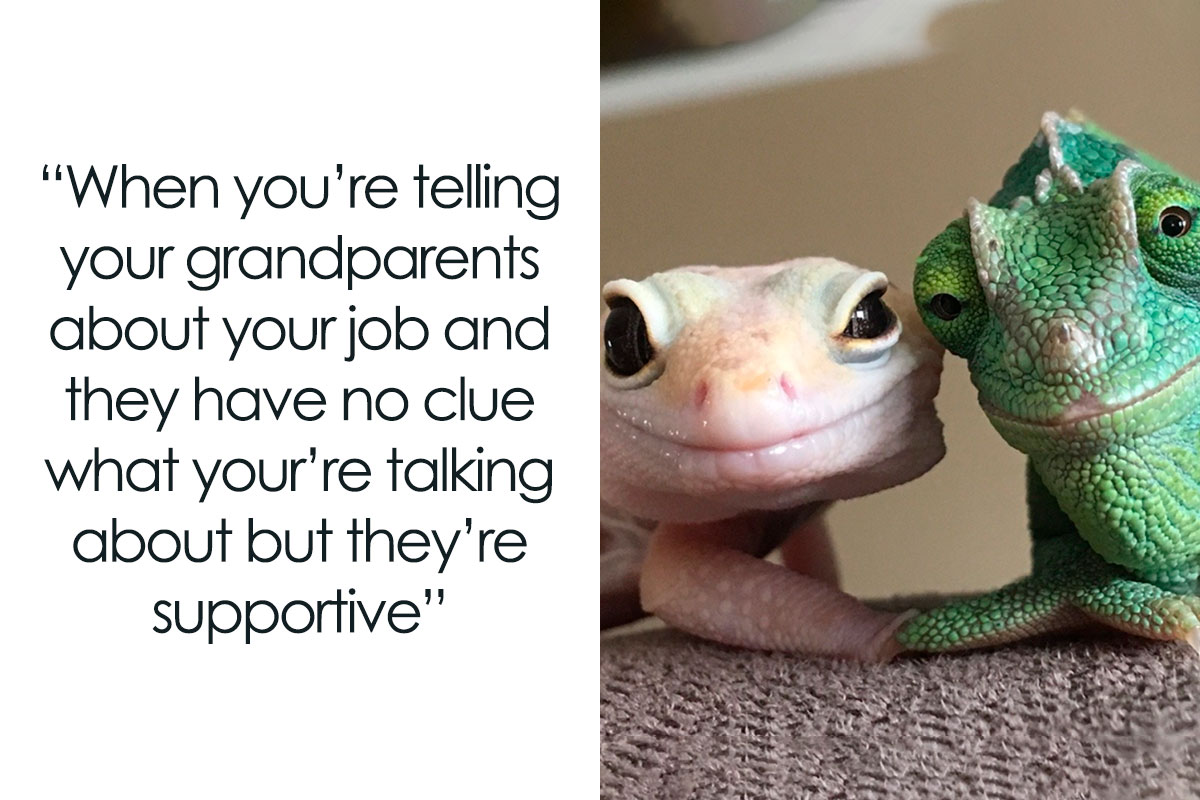 “When you’re telling
your grandparents
about your job and
they have no clue
what your’re talking
about but they’re
supportive”